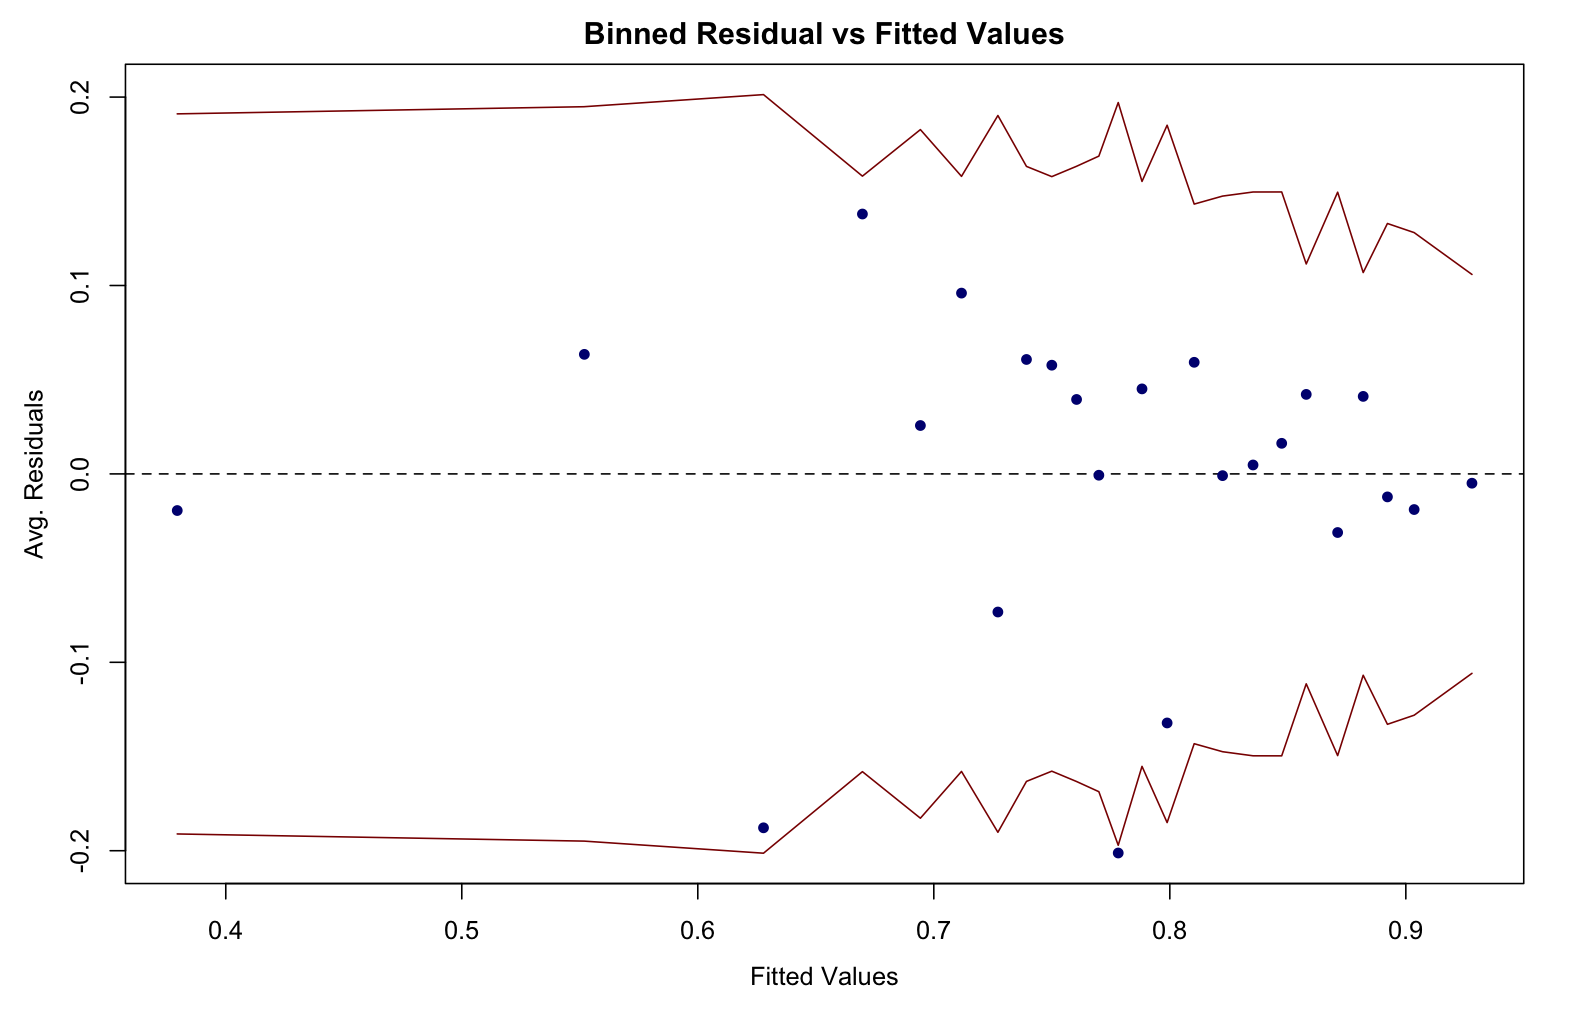 Binned Residual vs Fitted Values
Avg. Residuals
0.2
0.1
0.0
-0.1
-0.2
0.4 0.5 0.6 0.7 0.8 0.9
Fitted Values